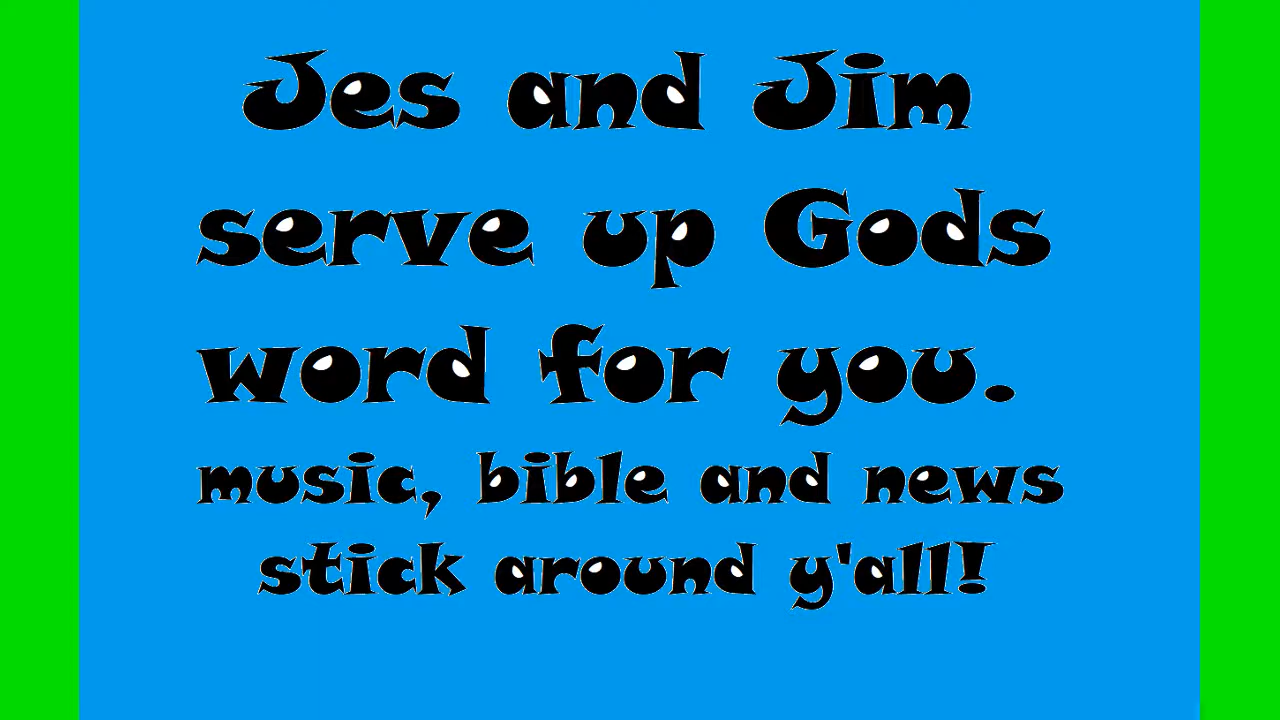 Jes and Jim
serve up Gods
word for you.
music, bible and news
stick around y'all!